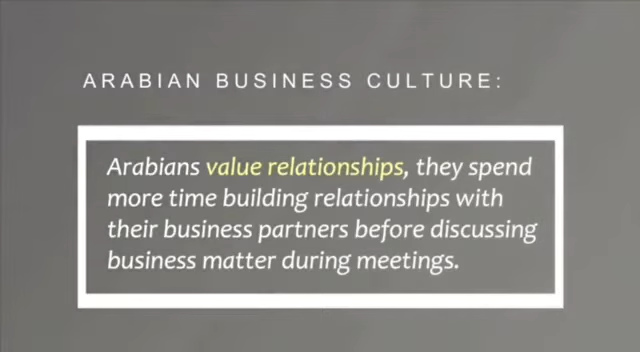 ARABIAN BUSINESS CULTURE:
Arabians value relationships, they spend
more time building relationships with
their business partners before discussing
business matter during meetings.